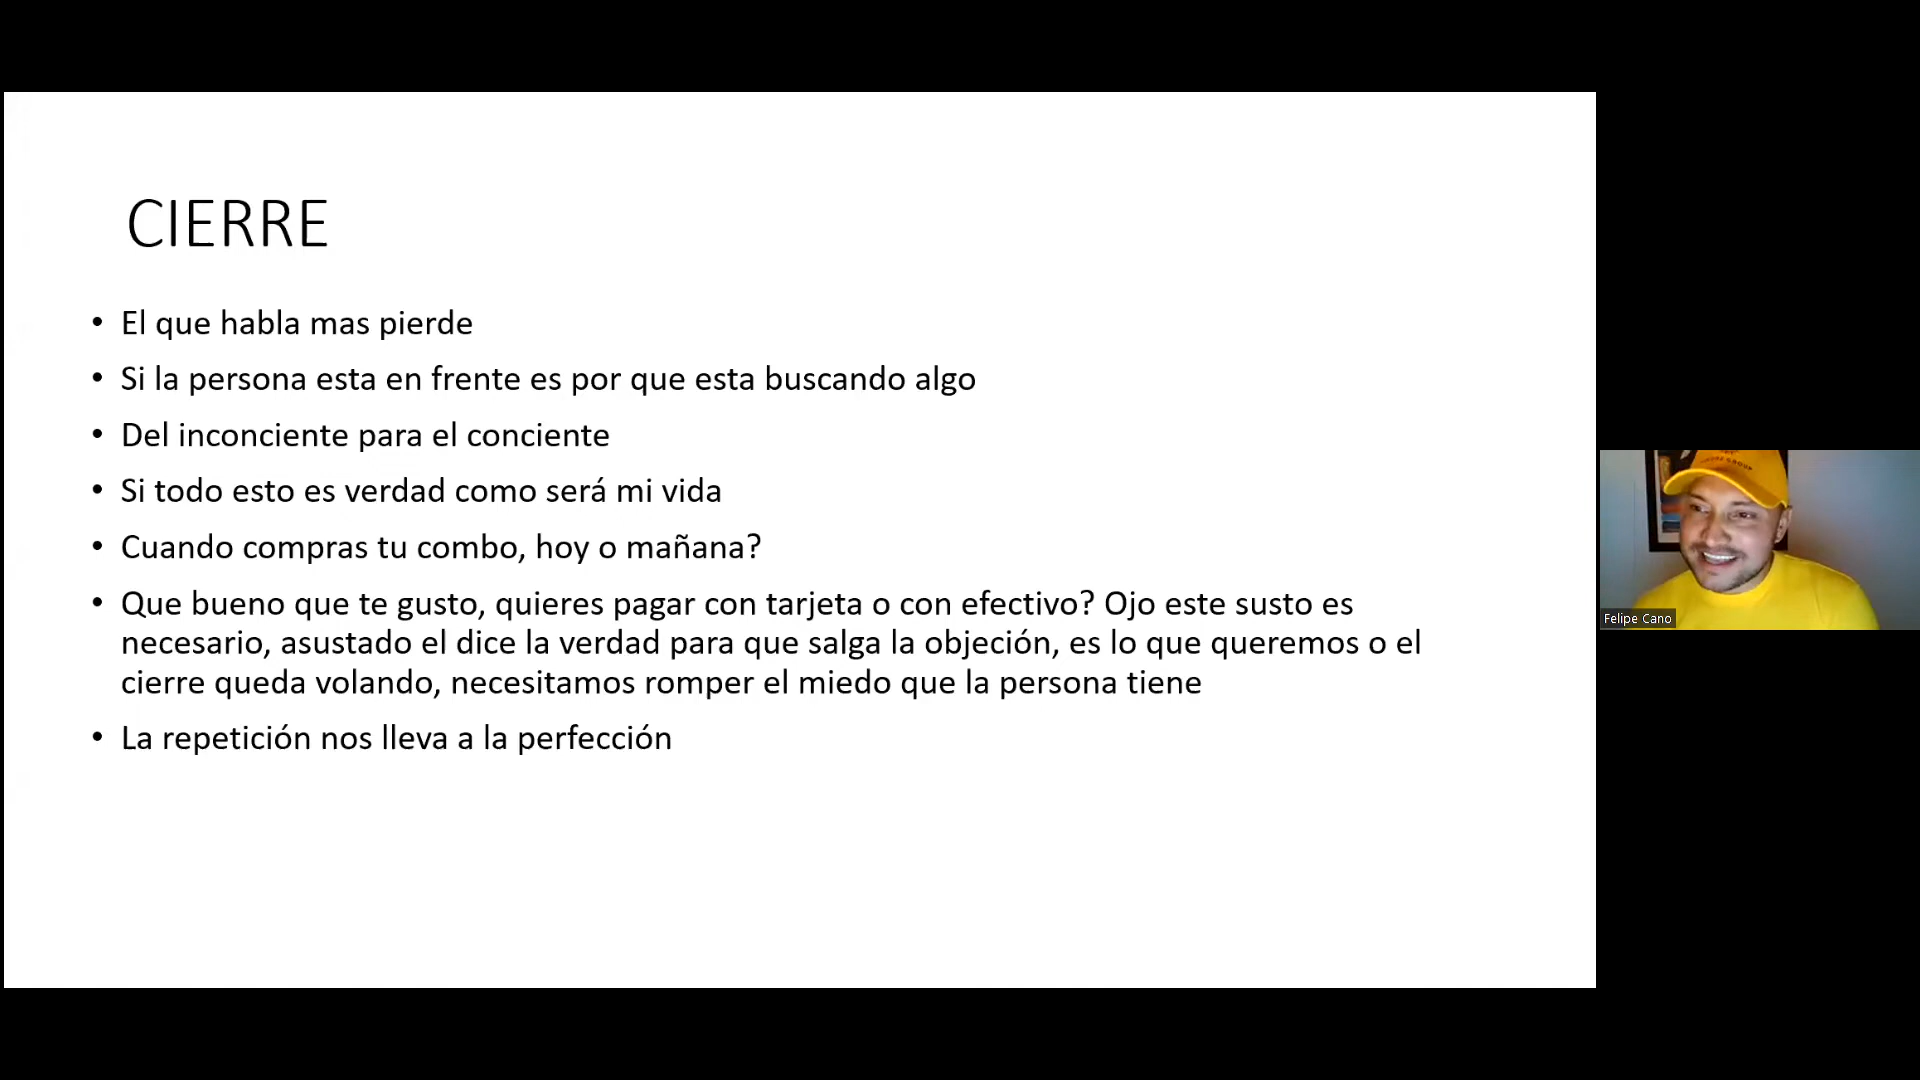 CIERRE
• El que habla mas pierde
• Si la persona esta en frente es por que esta buscando algo
• Del inconciente para el conciente
• Si todo esto es verdad como será mi vida
• Cuando compras tu combo, hoy o mañana?
• Que bueno que te gusto, quieres pagar con tarjeta o con efectivo? Ojo este susto es
necesario, asustado el dice la verdad para que salga la objeción, es lo que queremos o el
cierre queda volando, necesitamos romper el miedo que la persona tiene
• La repetición nos lleva a la perfección
Felipe Cano